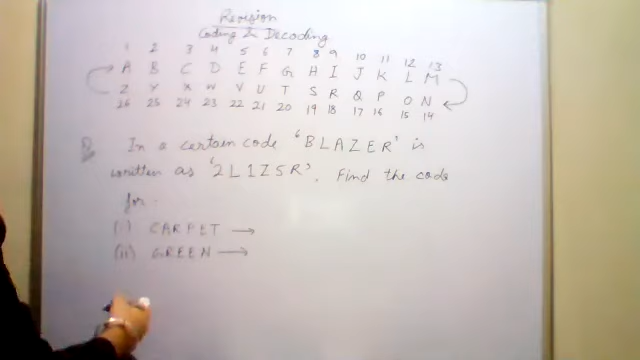 Revision
Coding & Decoding
1 2 3 4 5 6 7 8 9 10 11 12 13
A B C D E F G H I J K L M
Z Y X W V U T S R Q P O N
26 25 24 23 22 21 20 19 18 17 16 15 14
Q In a certain code 'BLAZER' is
written as '2L1Z5R'. Find the code
for:
(i) CARPET →
(ii) GREEN →